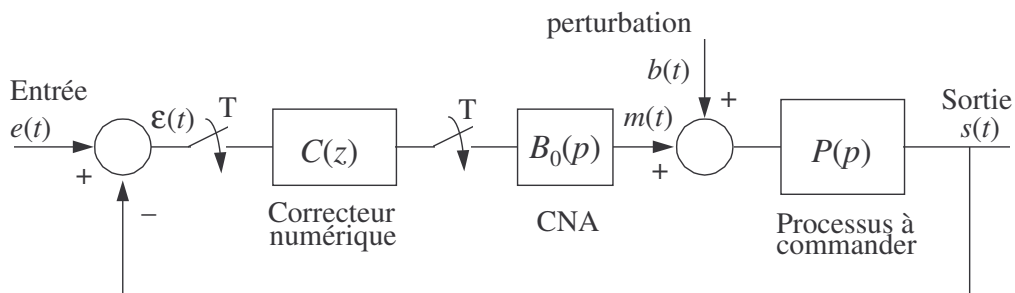 perturbation
b(t)
+
Entrée
e(t)
+
−
ε(t)
T
C(z)
Correcteur
numérique
T
B₀(p)
CNA
m(t)
+
P(p)
Processus à
commander
Sortie
s(t)